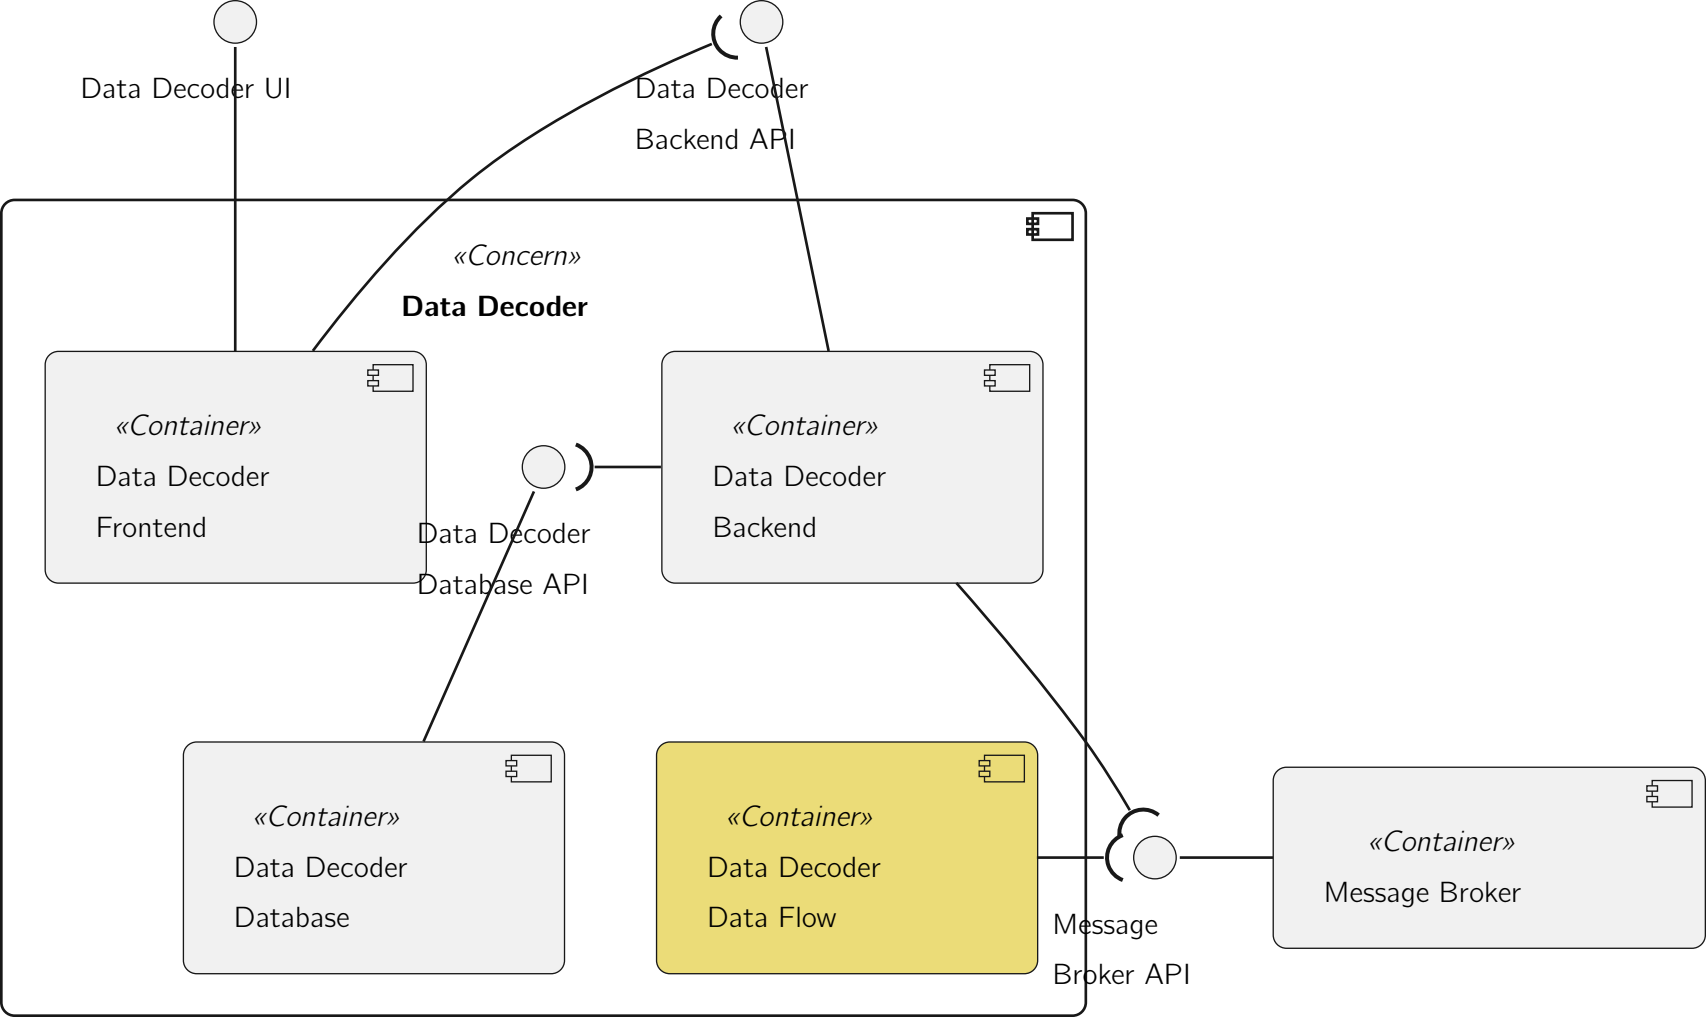 Data Decoder UI
Data Decoder
Backend API
«Concern»
Data Decoder
«Container»
Data Decoder
Frontend
Data Decoder
Database API
«Container»
Data Decoder
Backend
«Container»
Data Decoder
Database
«Container»
Data Decoder
Data Flow
Message
Broker API
«Container»
Message Broker